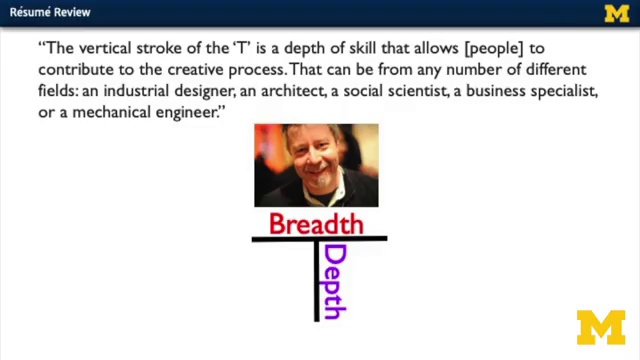 Résumé Review
M
“The vertical stroke of the ‘T’ is a depth of skill that allows [people] to
contribute to the creative process. That can be from any number of different
fields: an industrial designer, an architect, a social scientist, a business specialist,
or a mechanical engineer.”
Breadth
Depth
M